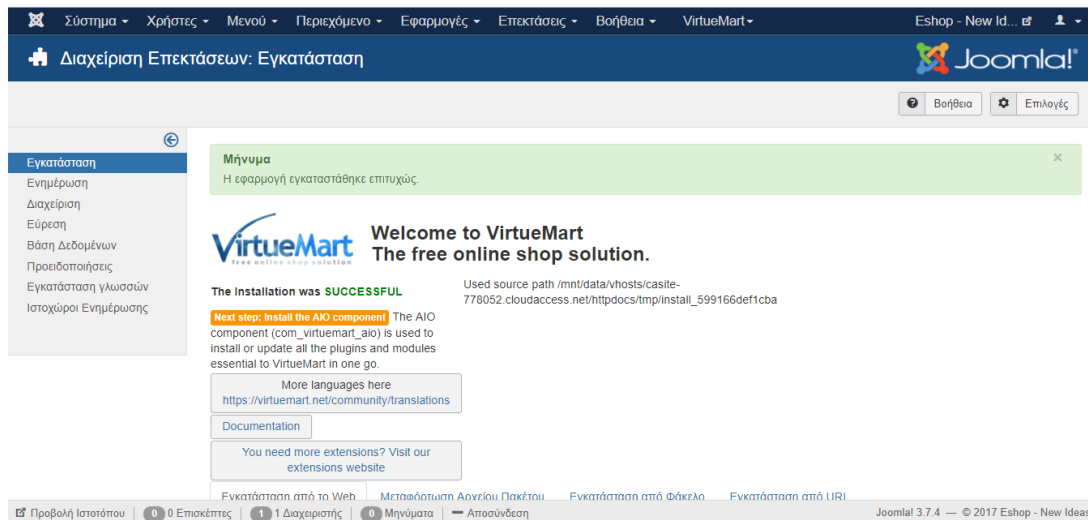 Σύστημα Χρήστες Μενού Περιεχόμενο Εφαρμογές Επεκτάσεις Βοήθεια VirtueMart Eshop - New Id...
Διαχείριση Επεκτάσεων: Εγκατάσταση Joomla!®
Βοήθεια Επιλογές
Εγκατάσταση
Ενημέρωση
Διαχείριση
Εύρεση
Βάση Δεδομένων
Προειδοποιήσεις
Εγκατάσταση γλωσσών
Ιστοχώροι Ενημέρωσης
Μήνυμα ×
Η εφαρμογή εγκαταστάθηκε επιτυχώς.
VirtueMart
free online shop solution
Welcome to VirtueMart
The free online shop solution.
The Installation was SUCCESSFUL
Next step: Install the AIO component The AIO
component (com_virtuemart_aio) is used to
install or update all the plugins and modules
essential to VirtueMart in one go.
More languages here
https://virtuemart.net/community/translations
Documentation
You need more extensions? Visit our
extensions website
Used source path /mnt/data/vhosts/casite-
778052.cloudaccess.net/httpdocs/tmp/install_599166def1cba
Εγκατάσταση από το Web Μεταφόρτωση Αρχείου Πακέτου Εγκατάσταση από Φάκελο Εγκατάσταση από URL
Προβολή Ιστοτόπου 0 0 Επισκέπτες 1 1 Διαχειριστής 0 Μηνύματα Αποσύνδεση Joomla! 3.7.4 — © 2017 Eshop - New Ideas